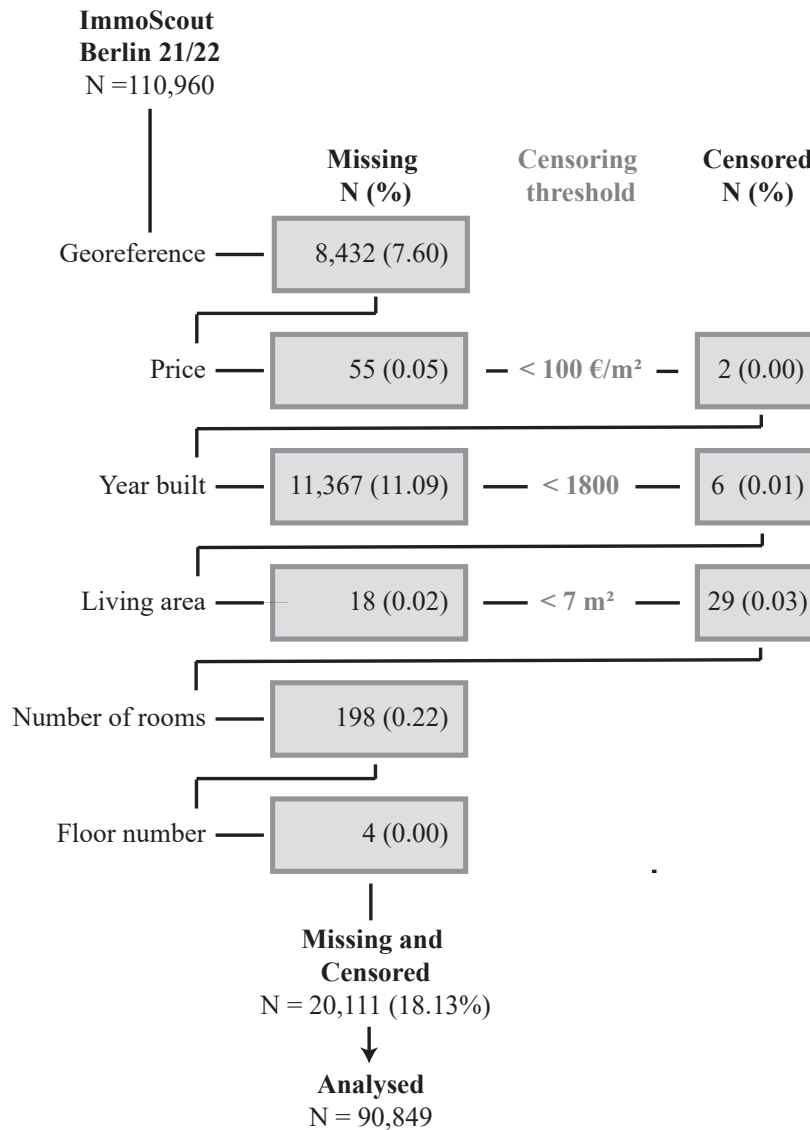 ImmoScout
Berlin 21/22
N =110,960
Missing
N (%)
Censoring
threshold
Censored
N (%)
Georeference
8,432 (7.60)
Price
55 (0.05)
< 100 €/m²
2 (0.00)
Year built
11,367 (11.09)
< 1800
6 (0.01)
Living area
18 (0.02)
< 7 m²
29 (0.03)
Number of rooms
198 (0.22)
Floor number
4 (0.00)
Missing and
Censored
N = 20,111 (18.13%)
Analysed
N = 90,849